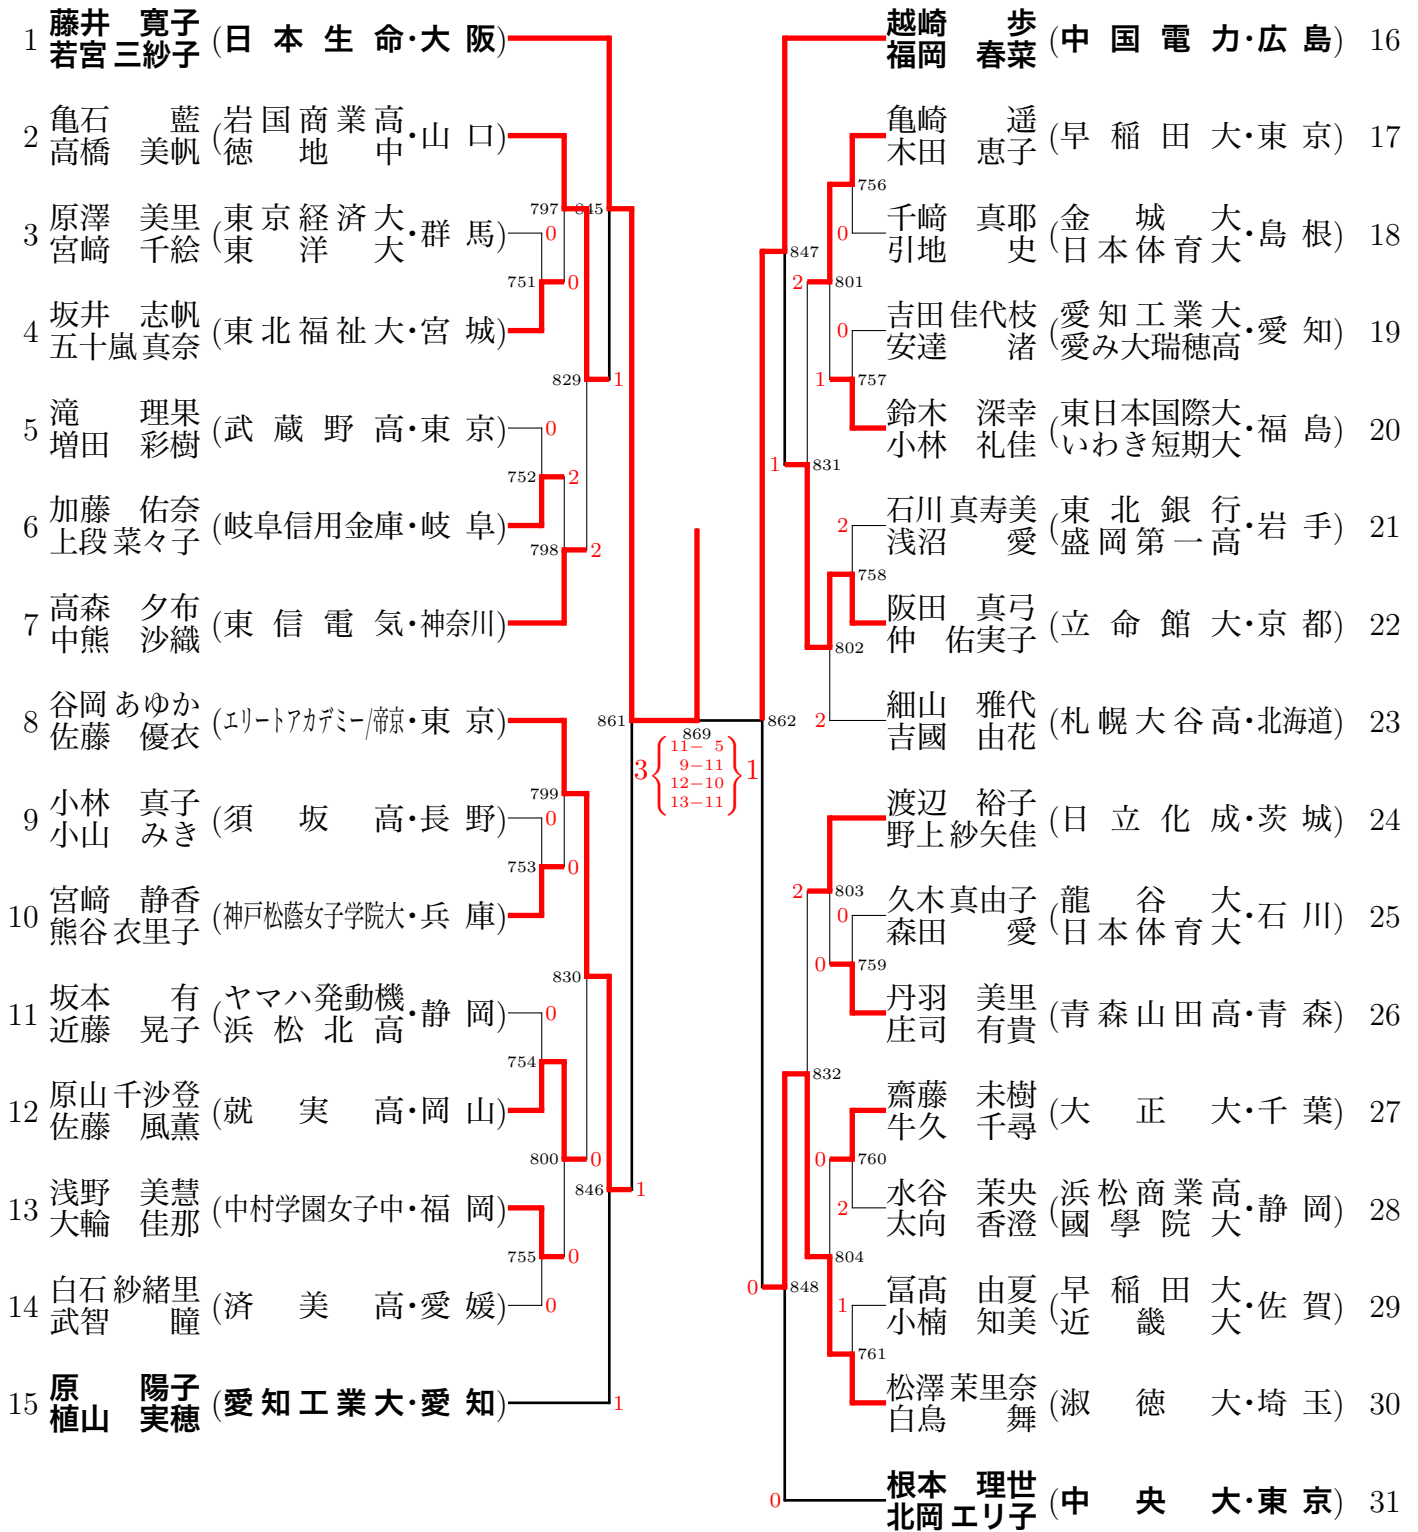 1 藤井 寛子 若宮 三紗子 (日本生命・大阪)
2 亀石 藍 高橋 美帆 (岩国商業高 徳地中・山口)
3 原澤 美里 宮﨑 千絵 (東京経済大 東洋大・群馬)
4 坂井 志帆 五十嵐 真奈 (東北福祉大・宮城)
5 滝 理果 増田 彩樹 (武蔵野高・東京)
6 加藤 佑奈 上段 菜々子 (岐阜信用金庫・岐阜)
7 高森 夕布 中熊 沙織 (東信電気・神奈川)
8 谷岡 あゆか 佐藤 優衣 (エリートアカデミー/帝京・東京)
9 小林 真子 小山 みき (須坂高・長野)
10 宮﨑 静香 熊谷 衣里子 (神戸松蔭女子学院大・兵庫)
11 坂本 有 近藤 晃子 (ヤマハ発動機 浜松北高・静岡)
12 原山 千沙登 佐藤 風薫 (就実高・岡山)
13 浅野 美慧 大輪 佳那 (中村学園女子中・福岡)
14 白石 紗緒里 武智 瞳 (済美高・愛媛)
15 原 陽子 植山 実穂 (愛知工業大・愛知)
797 845
0
751 0
829 1
0
752 2
798 2
799
0
753 0
830
0
754
800 0
846 1
755 0
0
1
861 862
869
3 { 11-5
9-11
12-10
13-11 } 1
越崎 歩 福岡 春菜 (中国電力・広島) 16
亀崎 遥 木田 恵子 (早稲田大・東京) 17
千﨑 真耶 引地 史 (金城大 日本体育大・島根) 18
吉田 佳代枝 安達 渚 (愛知工業大 愛み大瑞穂高・愛知) 19
鈴木 深幸 小林 礼佳 (東日本国際大 いわき短期大・福島) 20
石川 真寿美 浅沼 愛 (東北銀行 盛岡第一高・岩手) 21
阪田 真弓 仲 佑実子 (立命館大・京都) 22
細山 雅代 吉國 由花 (札幌大谷高・北海道) 23
渡辺 裕子 野上 紗矢佳 (日立化成・茨城) 24
久木 真由子 森田 愛 (龍谷大 日本体育大・石川) 25
丹羽 美里 庄司 有貴 (青森山田高・青森) 26
齋藤 未樹 牛久 千尋 (大正大・千葉) 27
水谷 茉央 太向 香澄 (浜松商業高 國學院大・静岡) 28
冨髙 由夏 小楠 知美 (早稲田大 近畿大・佐賀) 29
松澤 茉里奈 白鳥 舞 (淑徳大・埼玉) 30
根本 理世 北岡 エリ子 (中央大・東京) 31
756
0
847
2 801
0
1 757
1 831
2
758
802
2
2 803
0
0 759
832
0 760
2
804
0 848
1
761
0